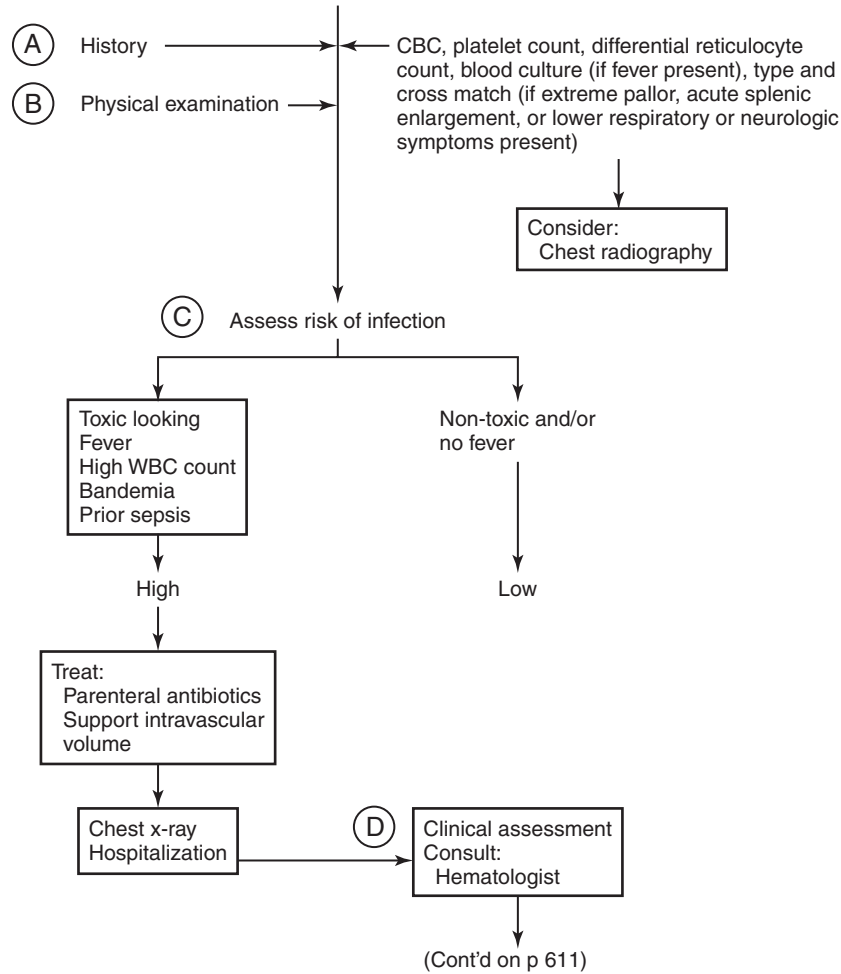 A
History
CBC, platelet count, differential reticulocyte
count, blood culture (if fever present), type and
cross match (if extreme pallor, acute splenic
enlargement, or lower respiratory or neurologic
symptoms present)
B
Physical examination
Consider:
Chest radiography
C
Assess risk of infection
Toxic looking
Fever
High WBC count
Bandemia
Prior sepsis
Non-toxic and/or
no fever
High
Low
Treat:
Parenteral antibiotics
Support intravascular
volume
Chest x-ray
Hospitalization
D
Clinical assessment
Consult:
Hematologist
(Cont'd on p 611)